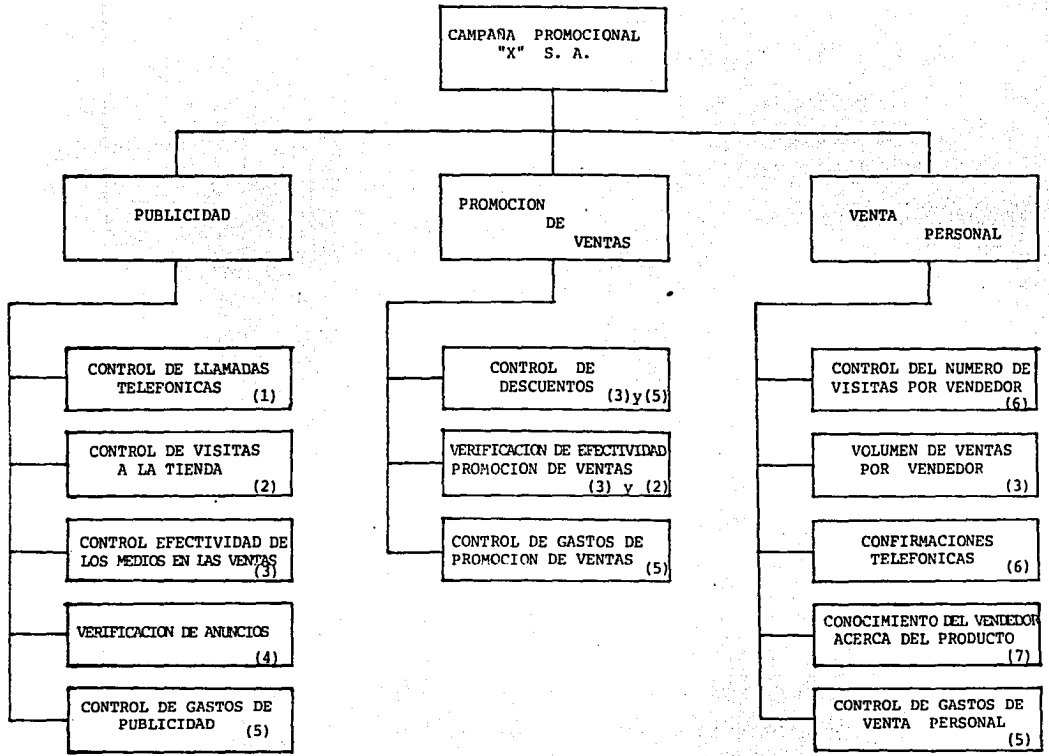 CAMPAÑA PROMOCIONAL
"X" S. A.
PUBLICIDAD
CONTROL DE LLAMADAS
TELEFONICAS
(1)
CONTROL DE VISITAS
A LA TIENDA
(2)
CONTROL EFECTIVIDAD DE
LOS MEDIOS EN LAS VENTAS
(3)
VERIFICACION DE ANUNCIOS
(4)
CONTROL DE GASTOS DE
PUBLICIDAD (5)
PROMOCION
DE
VENTAS
CONTROL DE
DESCUENTOS
(3)y(5)
VERIFICACION DE EFECTIVIDAD
PROMOCION DE VENTAS
(3) y (2)
CONTROL DE GASTOS DE
PROMOCION DE VENTAS
(5)
VENTA
PERSONAL
CONTROL DEL NUMERO DE
VISITAS POR VENDEDOR
(6)
VOLUMEN DE VENTAS
POR VENDEDOR
(3)
CONFIRMACIONES
TELEFONICAS
(6)
CONOCIMIENTO DEL VENDEDOR
ACERCA DEL PRODUCTO
(7)
CONTROL DE GASTOS DE
VENTA PERSONAL
(5)